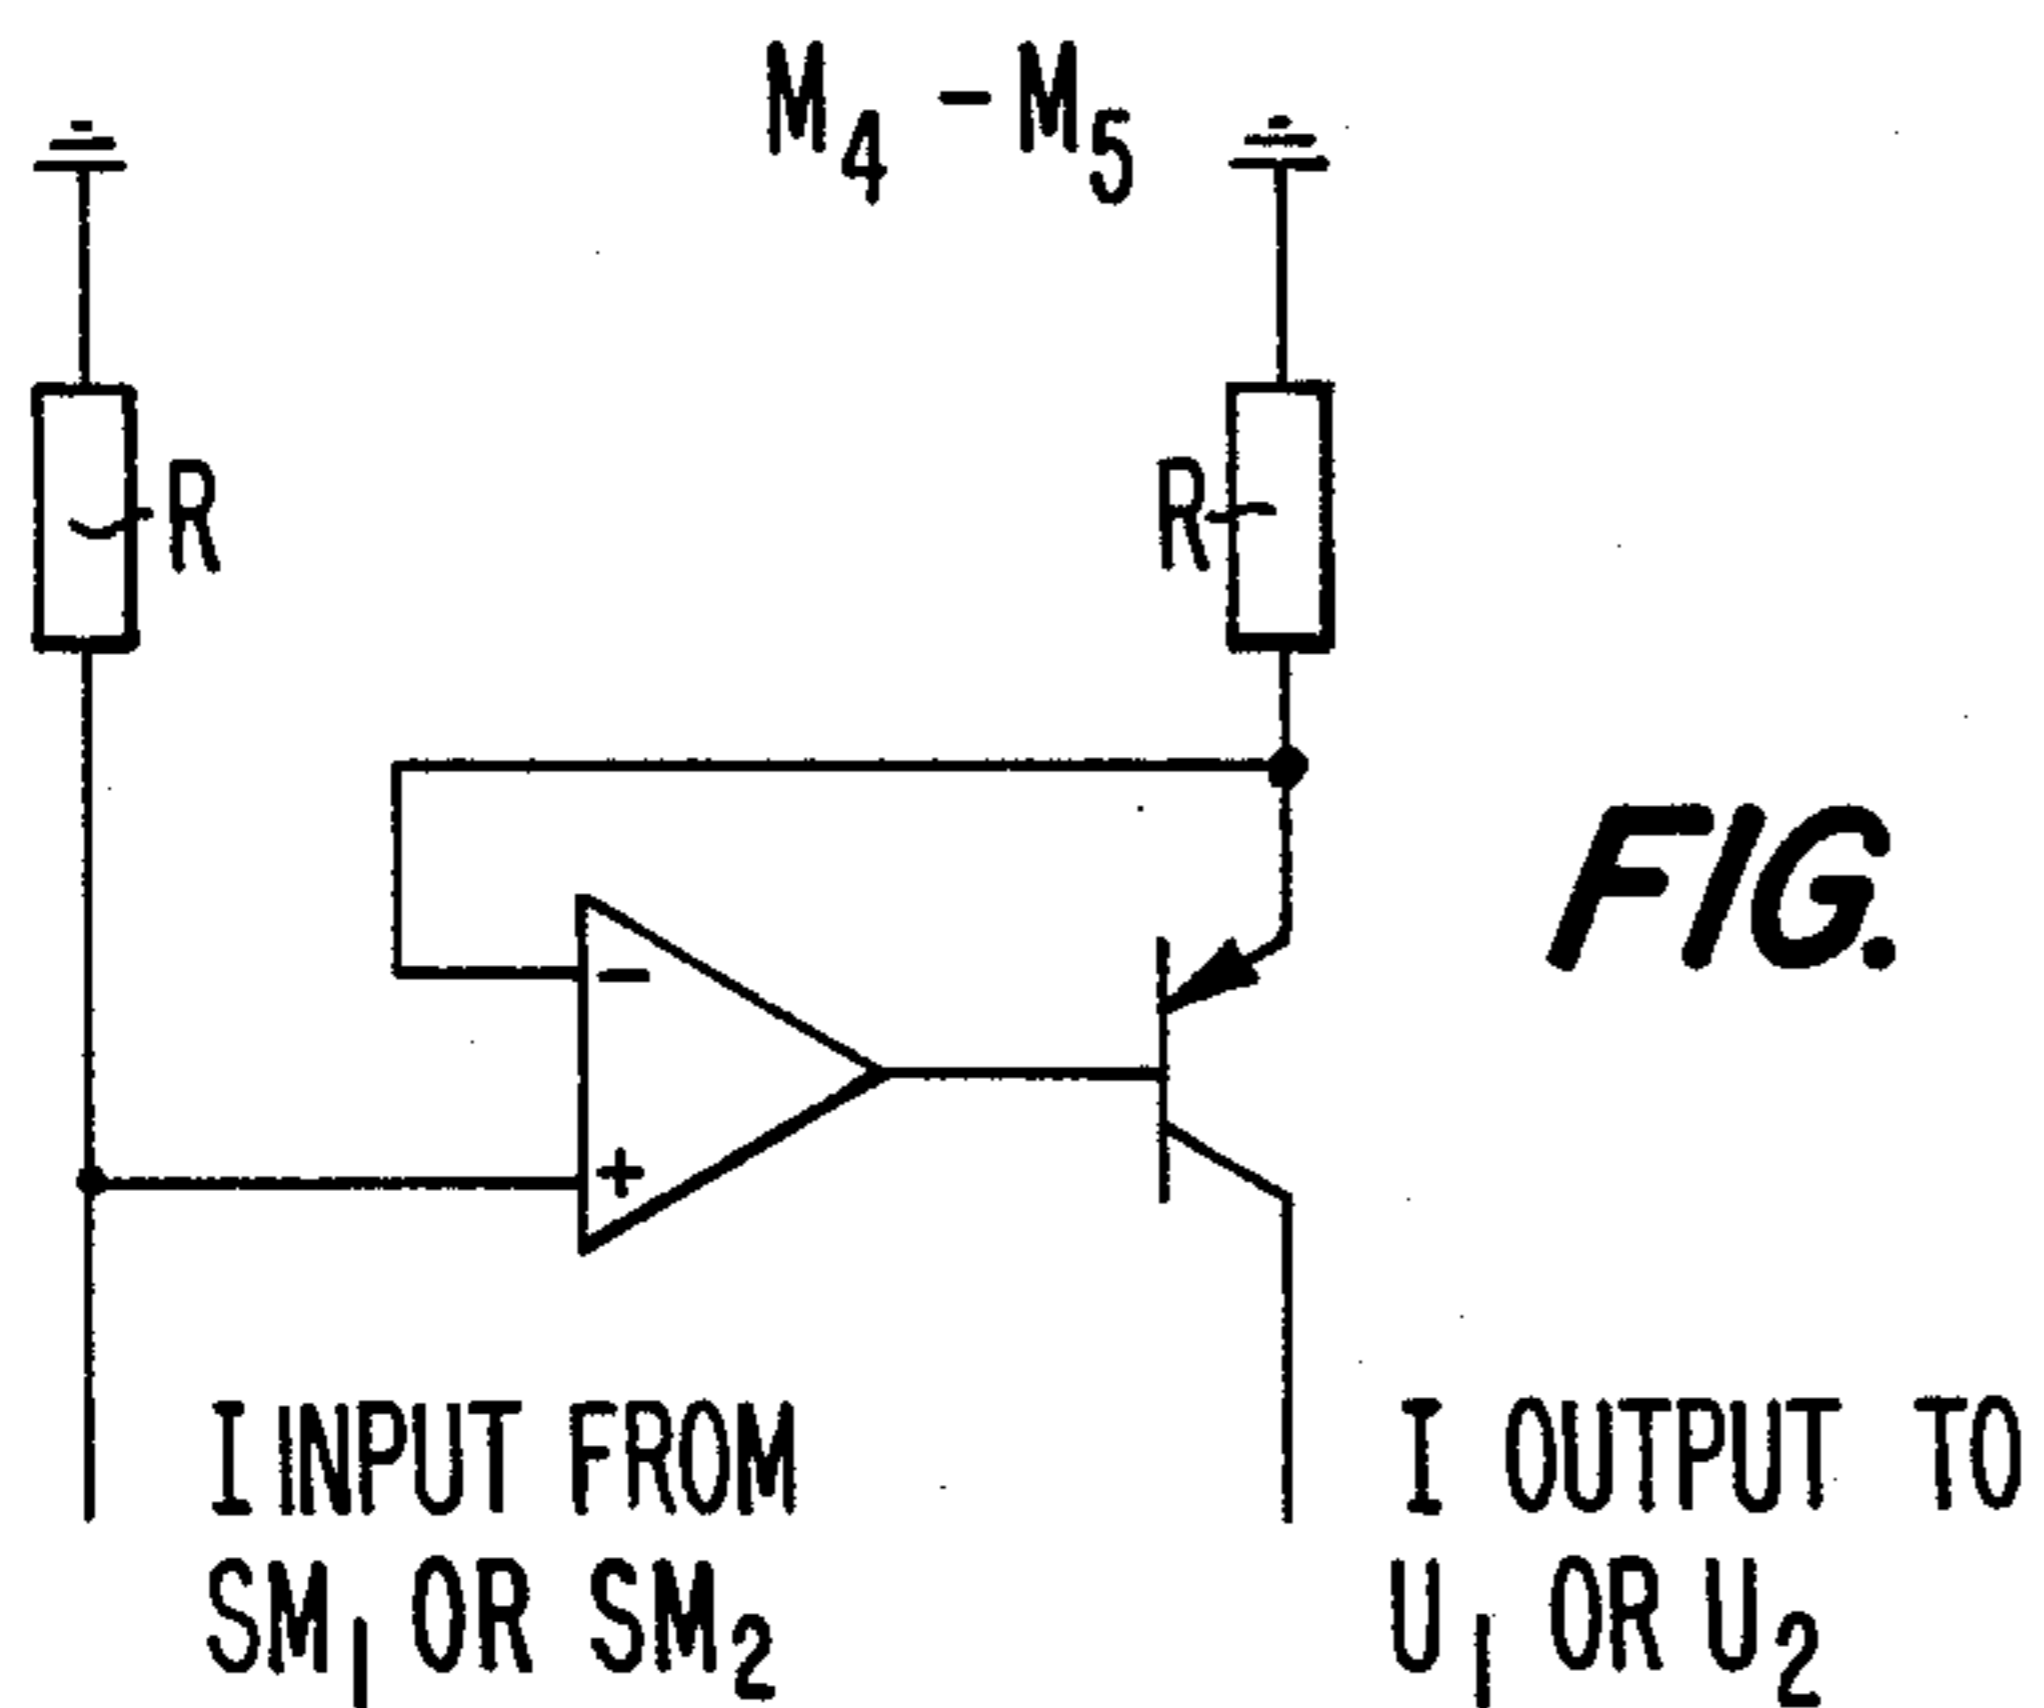 M₄ - M₅
R
R
-
+
FIG.
I INPUT FROM
SM₁ OR SM₂
I OUTPUT TO
U₁ OR U₂